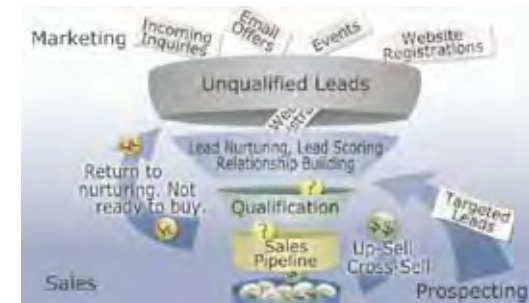 Marketing
Incoming
Inquiries
Email
Offers
Events
Website
Registrations
Unqualified Leads
Lead Nurturing, Lead Scoring
Relationship Building
Return to
nurturing. Not
ready to buy.
?
Qualification
Targeted
Leads
?
Sales
Pipeline
Up-Sell
Cross-Sell
Sales
Prospecting